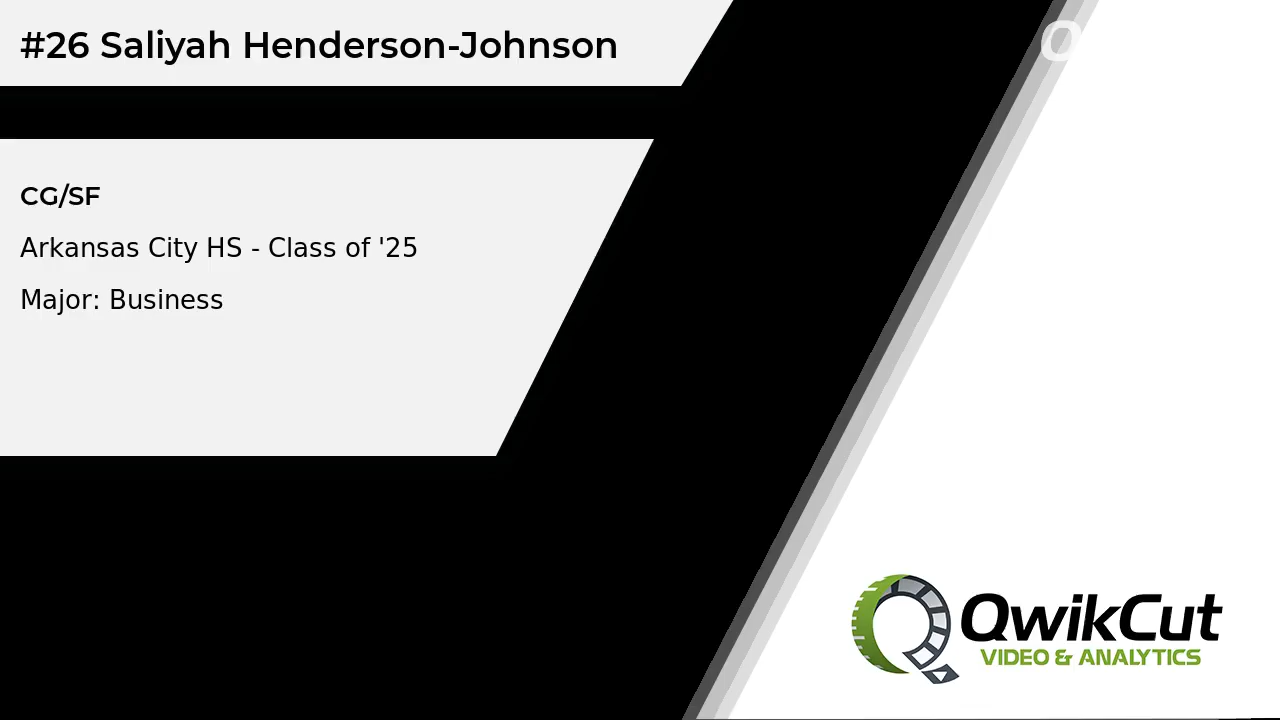 #26 Saliyah Henderson-Johnson
CG/SF
Arkansas City HS - Class of '25
Major: Business
QwikCut
VIDEO & ANALYTICS